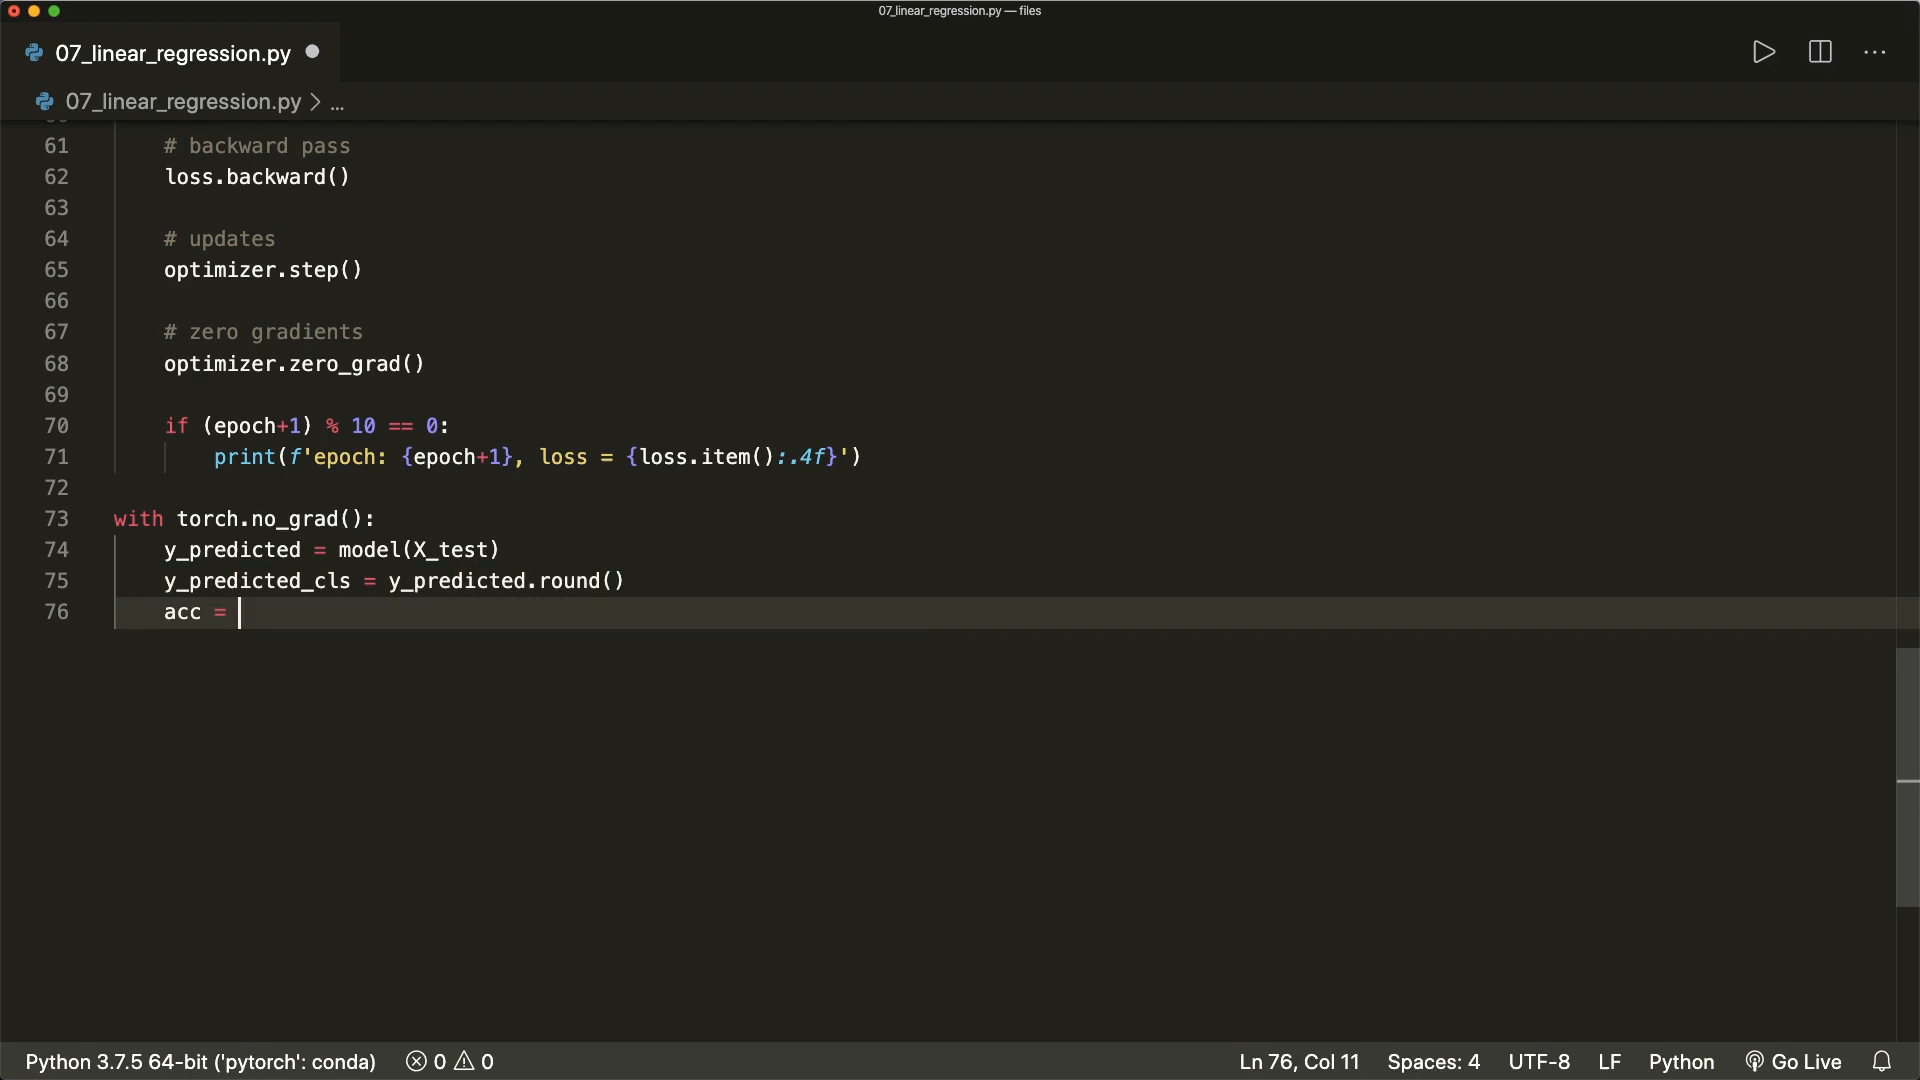 07_linear_regression.py — files
07_linear_regression.py
07_linear_regression.py > ...
61 # backward pass
62 loss.backward()
63
64 # updates
65 optimizer.step()
66
67 # zero gradients
68 optimizer.zero_grad()
69
70 if (epoch+1) % 10 == 0:
71 print(f'epoch: {epoch+1}, loss = {loss.item():.4f}')
72
73 with torch.no_grad():
74 y_predicted = model(X_test)
75 y_predicted_cls = y_predicted.round()
76 acc =
Python 3.7.5 64-bit ('pytorch': conda) 0 0 Ln 76, Col 11 Spaces: 4 UTF-8 LF Python Go Live